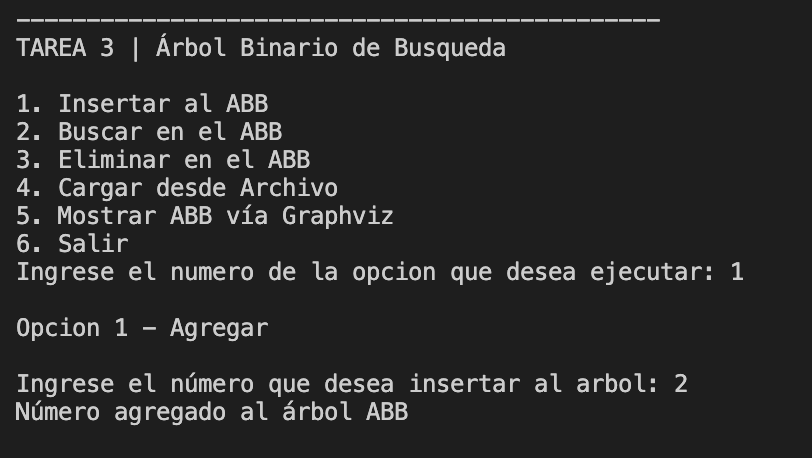 ----------------------------------------------
TAREA 3 | Árbol Binario de Busqueda
1. Insertar al ABB
2. Buscar en el ABB
3. Eliminar en el ABB
4. Cargar desde Archivo
5. Mostrar ABB vía Graphviz
6. Salir
Ingrese el numero de la opcion que desea ejecutar: 1
Opcion 1 - Agregar
Ingrese el número que desea insertar al arbol: 2
Número agregado al árbol ABB